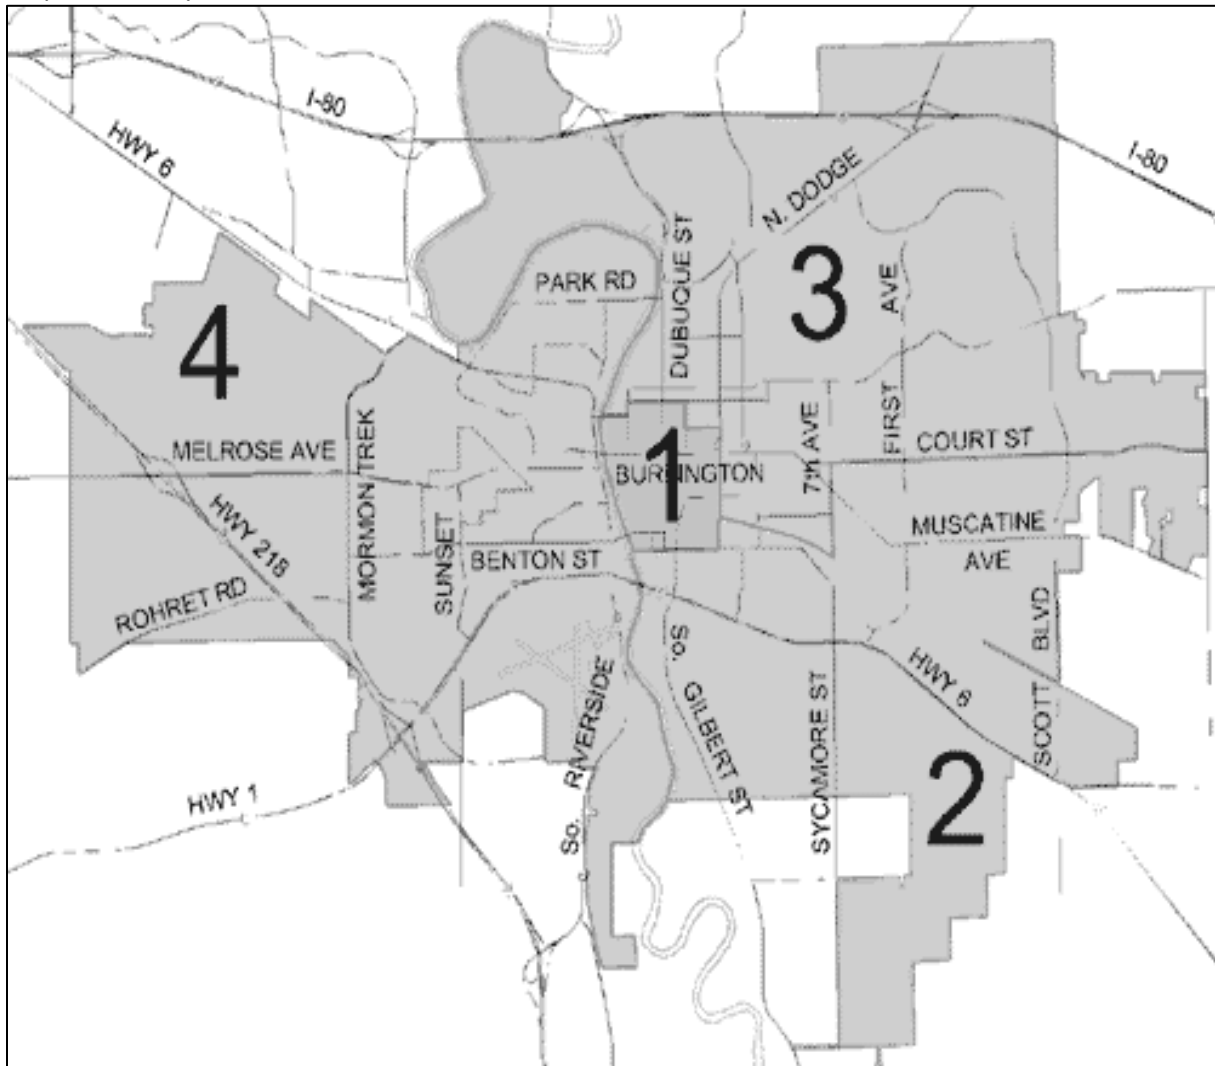 I-80
HWY 6
I-80
N. DODGE
DUBUQUE ST
3
PARK RD
AVE
FIRST
4
MORMON TREK
MELROSE AVE
1
BURLINGTON
7th AVE
COURT ST
HWY 218
SUNSET
BENTON ST
MUSCATINE
AVE
ROHRET RD
SCOTT BLVD
So. GILBERT ST
So. RIVERSIDE
SYCAMORE ST
HWY 6
2
HWY 1